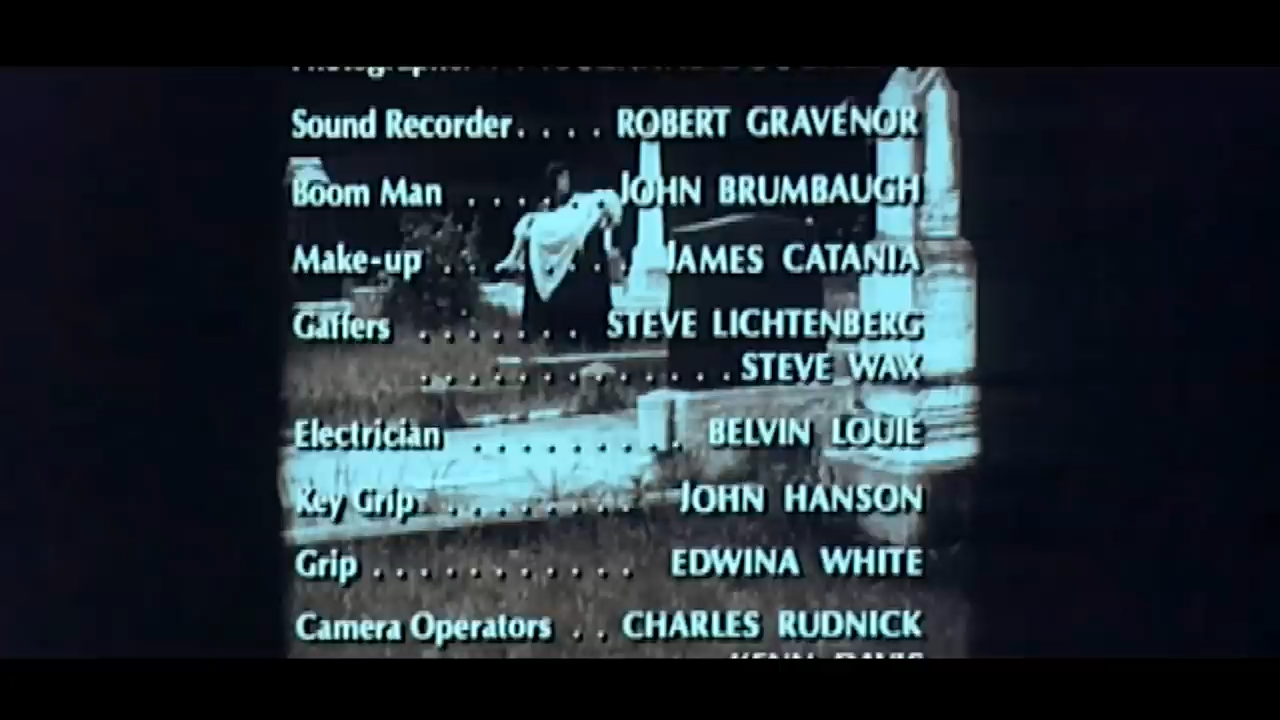 Sound Recorder.... ROBERT GRAVENOR
Boom Man ...... JOHN BRUMBAUGH
Make-up ....... JAMES CATANIA
Gaffers ....... STEVE LICHTENBERG
............. STEVE WAX
Electrician ......... BELVIN LOUIE
Key Grip ........ JOHN HANSON
Grip ........... EDWINA WHITE
Camera Operators .. CHARLES RUDNICK